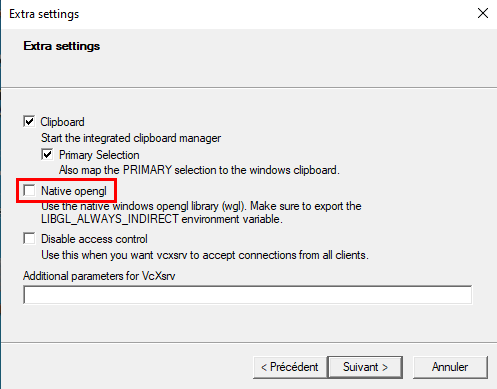 Extra settings
Extra settings
Clipboard
Start the integrated clipboard manager
Primary Selection
Also map the PRIMARY selection to the windows clipboard.
Native opengl
Use the native windows opengl library (wgl). Make sure to export the
LIBGL_ALWAYS_INDIRECT environment variable.
Disable access control
Use this when you want vcxsrv to accept connections from all clients.
Additional parameters for VcXsrv
< Précédent
Suivant >
Annuler